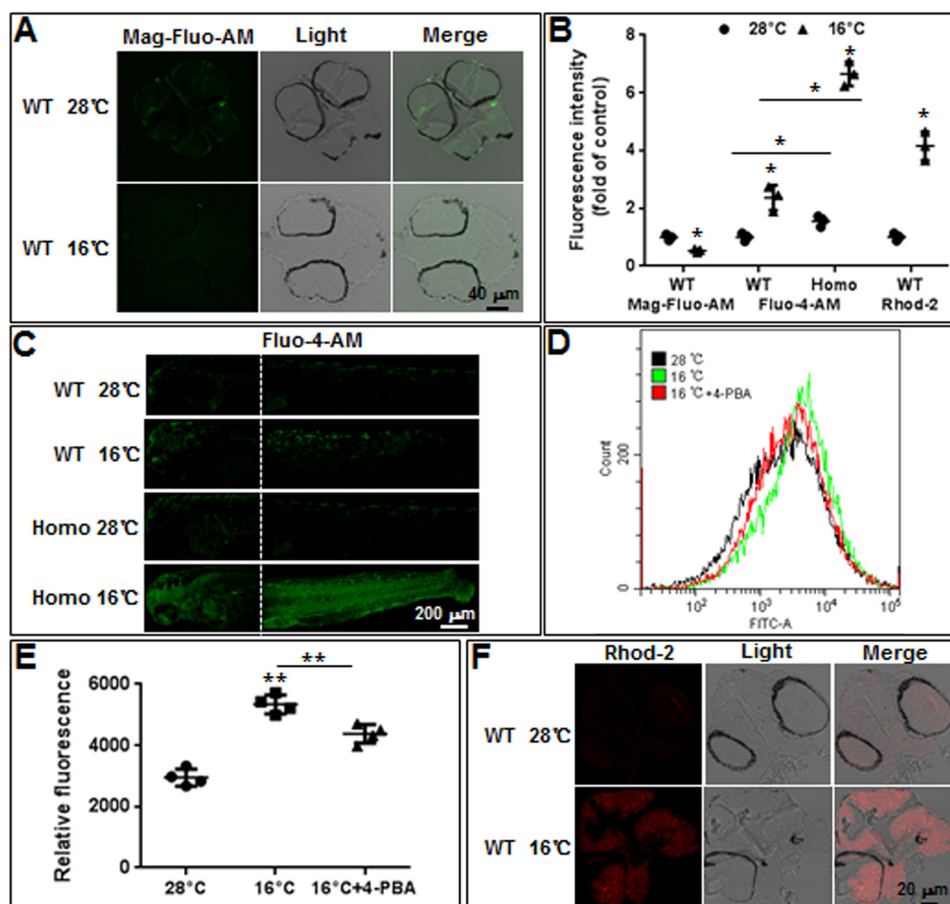 A
Mag-Fluo-AM Light Merge
WT 28℃
WT 16℃
40 μm
B
28°C 16°C
Fluorescence intensity
(fold of control)
8
6
4
2
0
*
*
*
*
*
*
WT WT Homo WT
Mag-Fluo-AM Fluo-4-AM Rhod-2
C
Fluo-4-AM
WT 28℃
WT 16℃
Homo 28℃
Homo 16℃
200 μm
D
28 ℃
16 ℃
16 ℃+4-PBA
Count
200
0
10² 10³ 10⁴ 10⁵
FITC-A
E
Relative fluorescence
6000
4000
2000
0
**
**
28°C 16°C 16°C+4-PBA
F
Rhod-2 Light Merge
WT 28℃
WT 16℃
20 μm